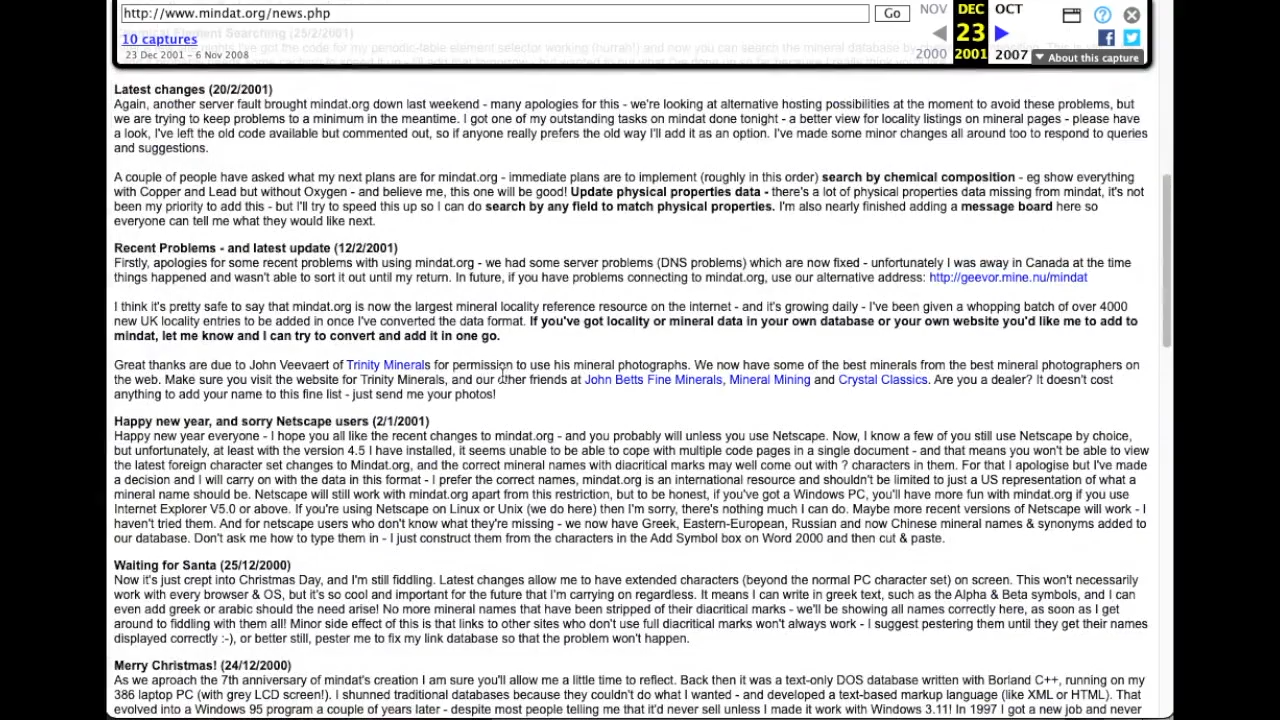 http://www.mindat.org/news.php
Go
NOV
DEC
OCT
10 captures
23
23 Dec 2001 – 6 Nov 2008
2000
2001
2007
About this capture
Element Searching (25/2/2001)
Latest changes (20/2/2001)
Again, another server fault brought mindat.org down last weekend - many apologies for this - we're looking at alternative hosting possibilities at the moment to avoid these problems, but
we are trying to keep problems to a minimum in the meantime. I got one of my outstanding tasks on mindat done tonight - a better view for locality listings on mineral pages - please have
a look, I've left the old code available but commented out, so if anyone really prefers the old way I'll add it as an option. I've made some minor changes all around too to respond to queries
and suggestions.
A couple of people have asked what my next plans are for mindat.org - immediate plans are to implement (roughly in this order) search by chemical composition - eg show everything
with Copper and Lead but without Oxygen - and believe me, this one will be good! Update physical properties data - there's a lot of physical properties data missing from mindat, it's not
been my priority to add this - but I'll try to speed this up so I can do search by any field to match physical properties. I'm also nearly finished adding a message board here so
everyone can tell me what they would like next.
Recent Problems - and latest update (12/2/2001)
Firstly, apologies for some recent problems with using mindat.org - we had some server problems (DNS problems) which are now fixed - unfortunately I was away in Canada at the time
things happened and wasn't able to sort it out until my return. In future, if you have problems connecting to mindat.org, use our alternative address: http://geevor.mine.nu/mindat
I think it's pretty safe to say that mindat.org is now the largest mineral locality reference resource on the internet - and it's growing daily - I've been given a whopping batch of over 4000
new UK locality entries to be added in once I've converted the data format. If you've got locality or mineral data in your own database or your own website you'd like me to add to
mindat, let me know and I can try to convert and add it in one go.
Great thanks are due to John Veevaert of Trinity Minerals for permission to use his mineral photographs. We now have some of the best minerals from the best mineral photographers on
the web. Make sure you visit the website for Trinity Minerals, and our other friends at John Betts Fine Minerals, Mineral Mining and Crystal Classics. Are you a dealer? It doesn't cost
anything to add your name to this fine list - just send me your photos!
Happy new year, and sorry Netscape users (2/1/2001)
Happy new year everyone - I hope you all like the recent changes to mindat.org - and you probably will unless you use Netscape. Now, I know a few of you still use Netscape by choice,
but unfortunately, at least with the version 4.5 I have installed, it seems unable to be able to cope with multiple code pages in a single document - and that means you won't be able to view
the latest foreign character set changes to Mindat.org, and the correct mineral names with diacritical marks may well come out with ? characters in them. For that I apologise but I've made
a decision and I will carry on with the data in this format - I prefer the correct names, mindat.org is an international resource and shouldn't be limited to just a US representation of what a
mineral name should be. Netscape will still work with mindat.org apart from this restriction, but to be honest, if you've got a Windows PC, you'll have more fun with mindat.org if you use
Internet Explorer V5.0 or above. If you're using Netscape on Linux or Unix (we do here) then I'm sorry, there's nothing much I can do. Maybe more recent versions of Netscape will work - I
haven't tried them. And for netscape users who don't know what they're missing - we now have Greek, Eastern-European, Russian and now Chinese mineral names & synonyms added to
our database. Don't ask me how to type them in - I just construct them from the characters in the Add Symbol box on Word 2000 and then cut & paste.
Waiting for Santa (25/12/2000)
Now it's just crept into Christmas Day, and I'm still fiddling. Latest changes allow me to have extended characters (beyond the normal PC character set) on screen. This won't necessarily
work with every browser & OS, but it's so cool and important for the future that I'm carrying on regardless. It means I can write in greek text, such as the Alpha & Beta symbols, and I can
even add greek or arabic should the need arise! No more mineral names that have been stripped of their diacritical marks - we'll be showing all names correctly here, as soon as I get
around to fiddling with them all! Minor side effect of this is that links to other sites who don't use full diacritical marks won't always work - I suggest pestering them until they get their names
displayed correctly :-), or better still, pester me to fix my link database so that the problem won't happen.
Merry Christmas! (24/12/2000)
As we aproach the 7th anniversary of mindat's creation I am sure you'll allow me a little time to reflect. Back then it was a text-only DOS database written with Borland C++, running on my
386 laptop PC (with grey LCD screen!). I shunned traditional databases because they couldn't do what I wanted - and developed a text-based markup language (like XML or HTML). That
evolved into a Windows 95 program a couple of years later - despite most people telling me that it'd never sell unless I made it work with Windows 3.11! In 1997 I got a new job and never